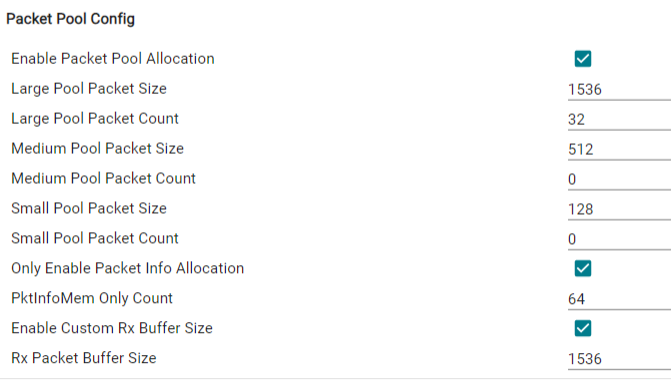 Packet Pool Config
Enable Packet Pool Allocation
Large Pool Packet Size 1536
Large Pool Packet Count 32
Medium Pool Packet Size 512
Medium Pool Packet Count 0
Small Pool Packet Size 128
Small Pool Packet Count 0
Only Enable Packet Info Allocation
PktInfoMem Only Count 64
Enable Custom Rx Buffer Size
Rx Packet Buffer Size 1536